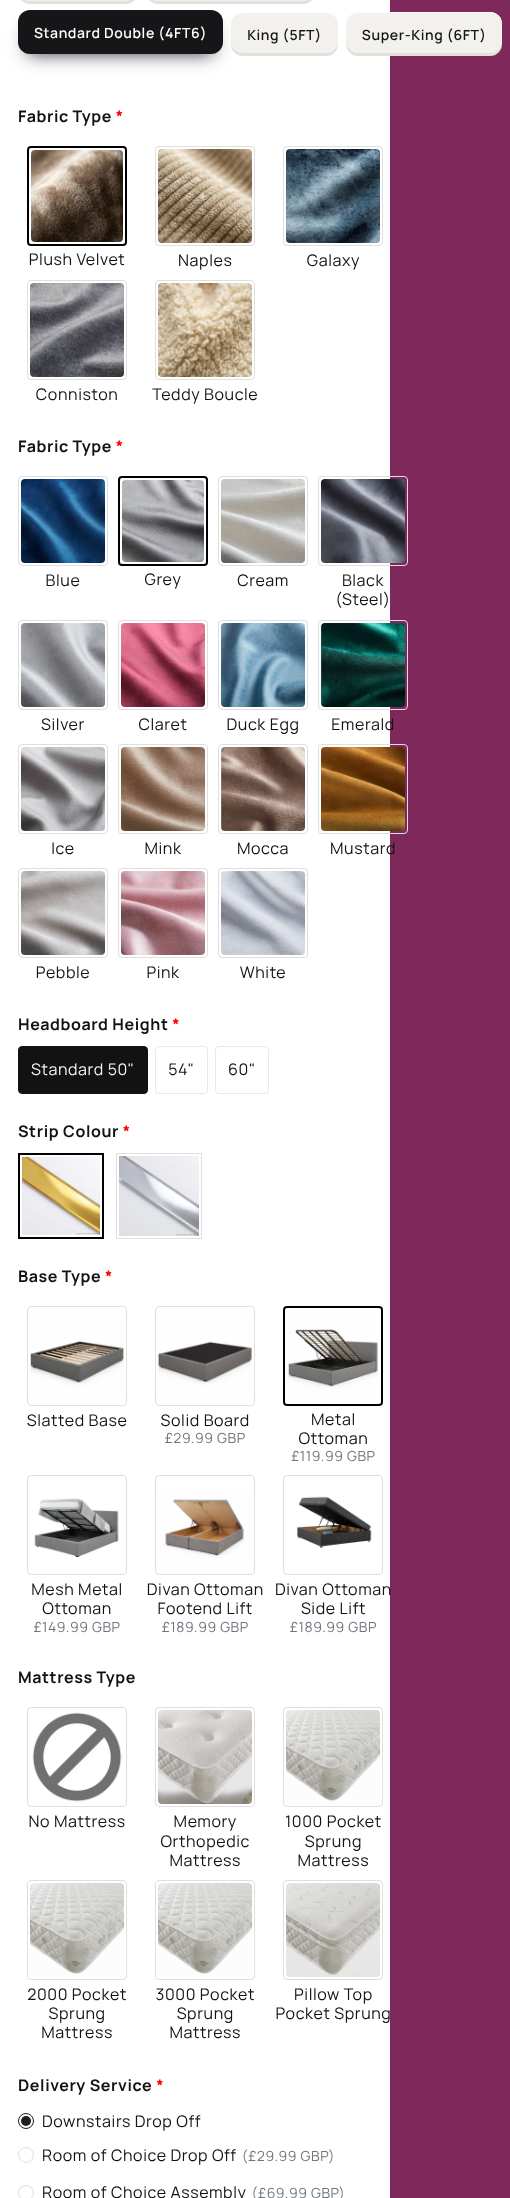 Standard Double (4FT6)
King (5FT)
Super-King (6FT)
Fabric Type *
Plush Velvet
Naples
Galaxy
Conniston
Teddy Boucle
Fabric Type *
Blue
Grey
Cream
Black
(Steel)
Silver
Claret
Duck Egg
Emerald
Ice
Mink
Mocca
Mustard
Pebble
Pink
White
Headboard Height *
Standard 50"
54"
60"
Strip Colour *
Base Type *
Slatted Base
Solid Board
£29.99 GBP
Metal
Ottoman
£119.99 GBP
Mesh Metal
Ottoman
£149.99 GBP
Divan Ottoman
Footend Lift
£189.99 GBP
Divan Ottoman
Side Lift
£189.99 GBP
Mattress Type
No Mattress
Memory
Orthopedic
Mattress
1000 Pocket
Sprung
Mattress
2000 Pocket
Sprung
Mattress
3000 Pocket
Sprung
Mattress
Pillow Top
Pocket Sprung
Delivery Service *
Downstairs Drop Off
Room of Choice Drop Off (£29.99 GBP)
Room of Choice Assembly (£69.99 GBP)